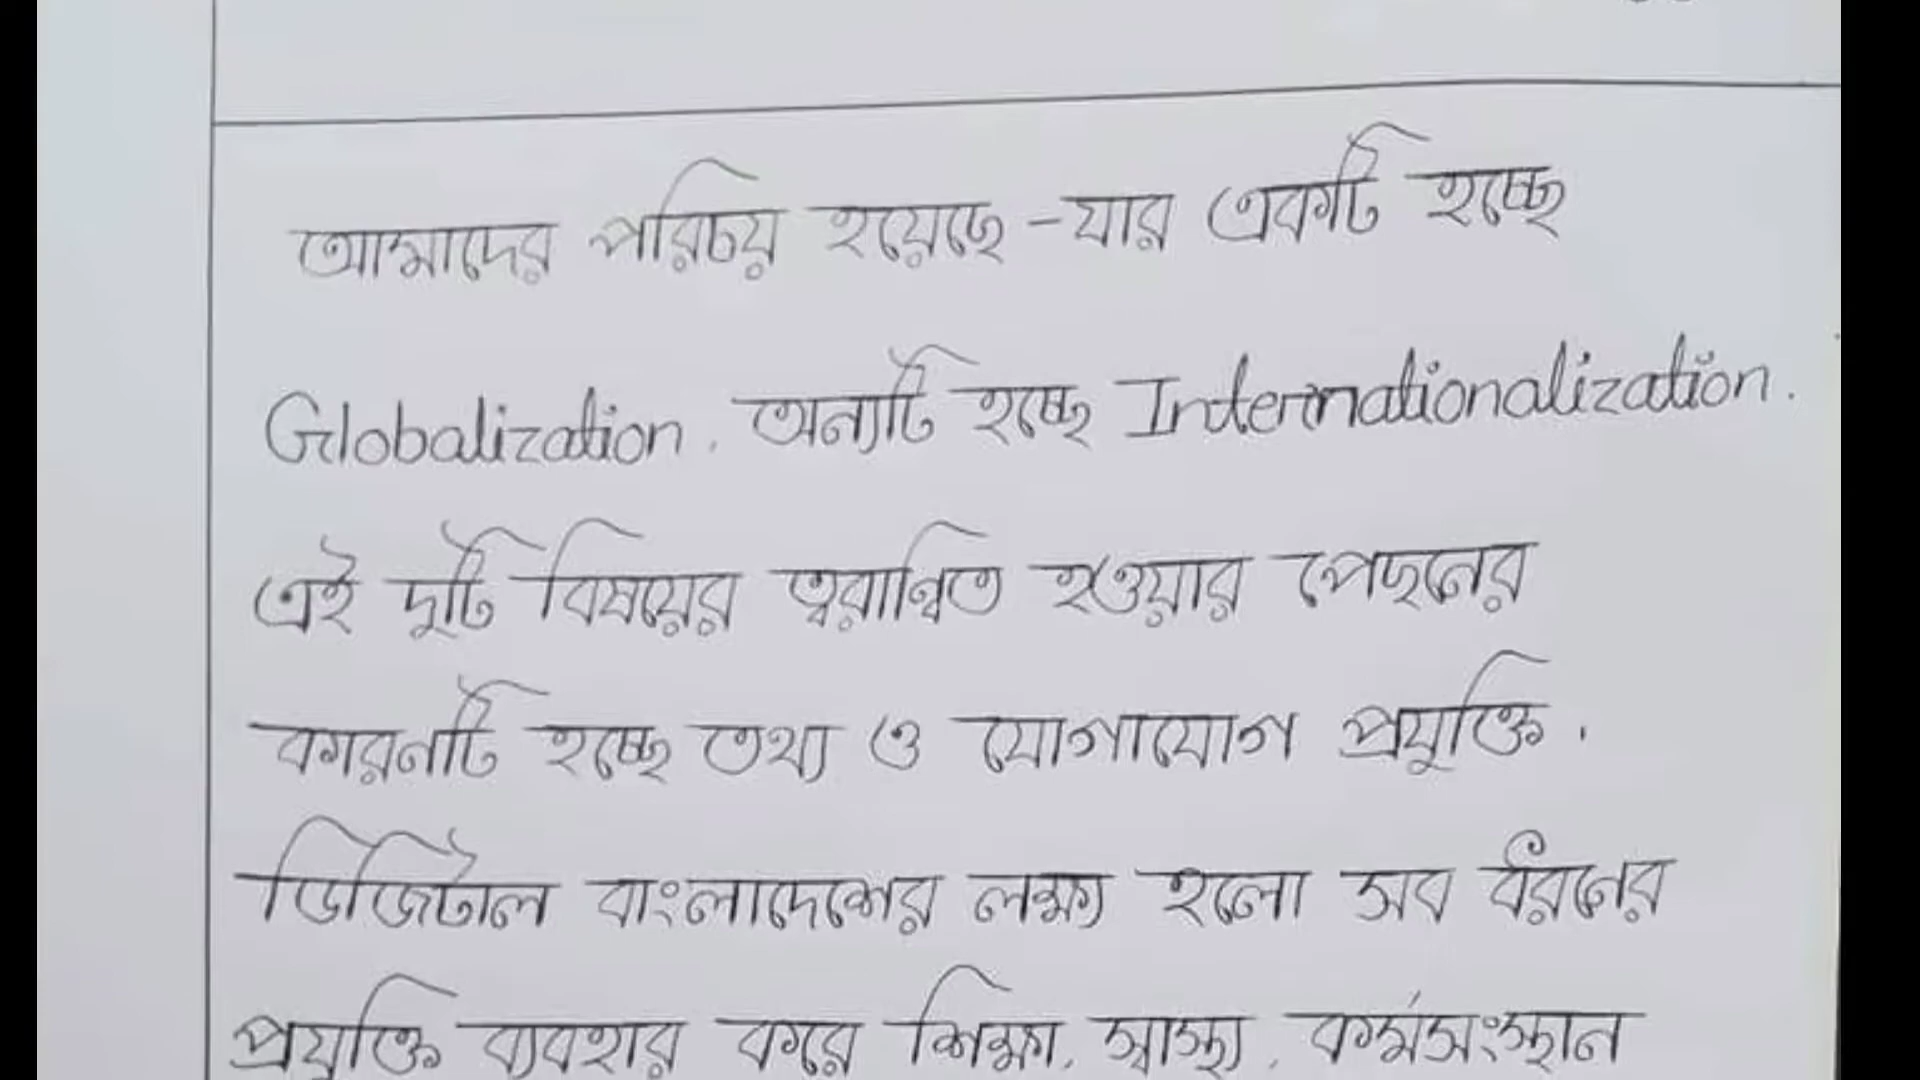 আমাদের পরিচয় হয়েছে - যার একটি হচ্ছে
Globalization. অন্যটি হচ্ছে Internationalization.
এই দুটি বিষয়ের ত্বরান্বিত হওয়ার পেছনের
কারনটি হচ্ছে তথ্য ও যোগাযোগ প্রযুক্তি.
ডিজিটাল বাংলাদেশের লক্ষ্য হলো সব ধরনের
প্রযুক্তি ব্যবহার করে শিক্ষা, স্বাস্থ্য, কর্মসংস্থান